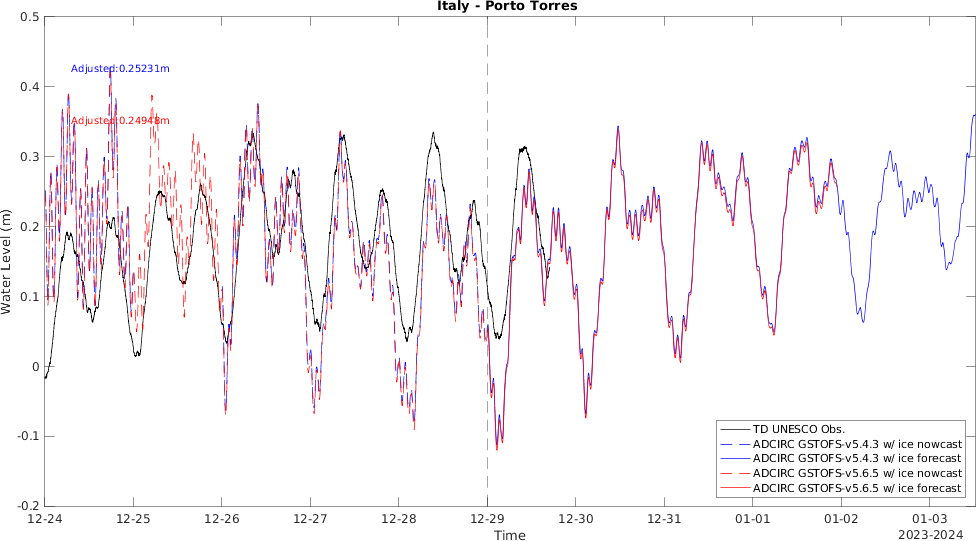 Italy - Porto Torres
Water Level (m)
0.5
0.4
0.3
0.2
0.1
0
-0.1
-0.2
Adjusted:0.25231m
Adjusted:0.24948m
TD UNESCO Obs.
ADCIRC GSTOFS-v5.4.3 w/ ice nowcast
ADCIRC GSTOFS-v5.4.3 w/ ice forecast
ADCIRC GSTOFS-v5.6.5 w/ ice nowcast
ADCIRC GSTOFS-v5.6.5 w/ ice forecast
12-24 12-25 12-26 12-27 12-28 12-29 12-30 12-31 01-01 01-02 01-03
Time
2023-2024